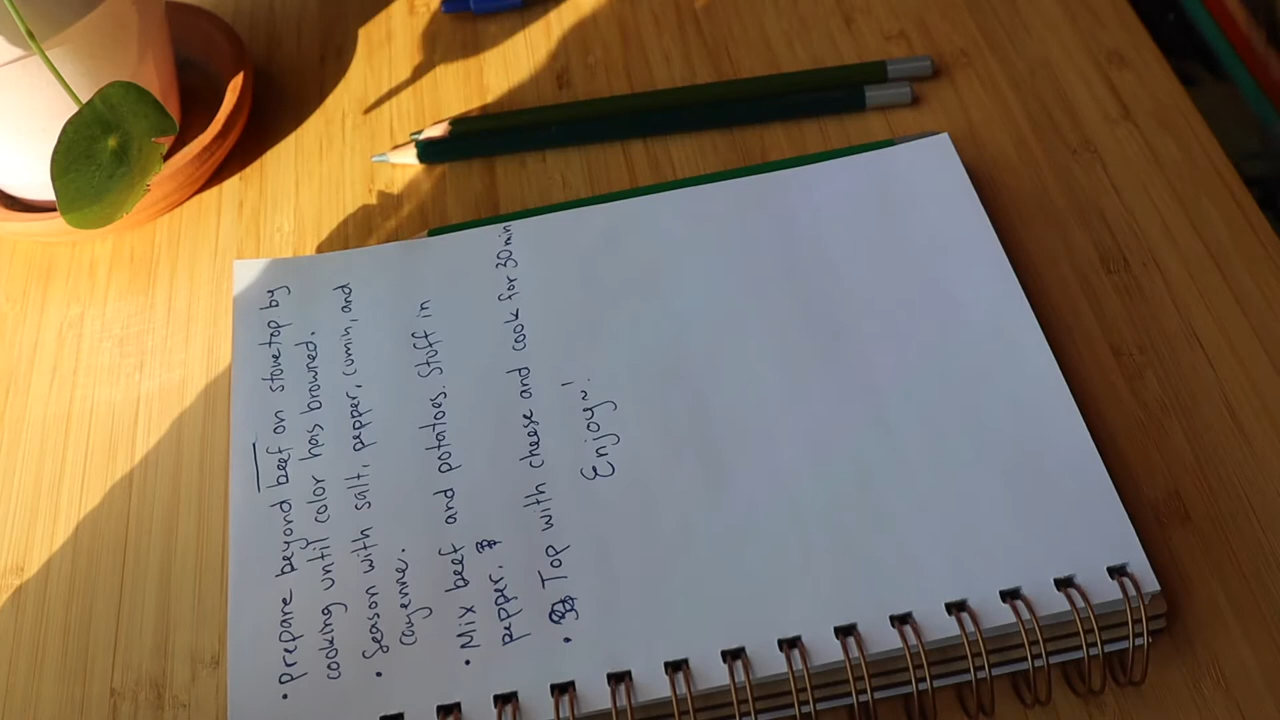 • Prepare beyond beef on stovetop by
cooking until color has browned.
• Season with salt, pepper, cumin, and
cayenne.
• Mix beef and potatoes. Stuff in
pepper.
• Top with cheese and cook for 30 min
Enjoy~!